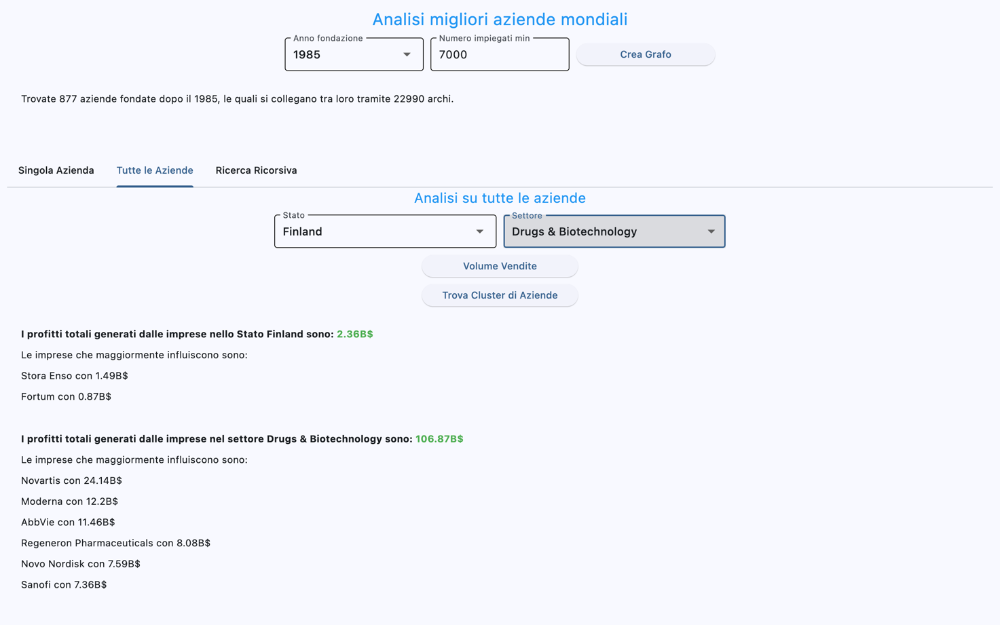 Analisi migliori aziende mondiali
Anno fondazione
1985
Numero impiegati min
7000
Crea Grafo
Trovate 877 aziende fondate dopo il 1985, le quali si collegano tra loro tramite 22990 archi.
Singola Azienda
Tutte le Aziende
Ricerca Ricorsiva
Analisi su tutte le aziende
Stato
Finland
Settore
Drugs & Biotechnology
Volume Vendite
Trova Cluster di Aziende
I profitti totali generati dalle imprese nello Stato Finland sono: 2.36B$
Le imprese che maggiormente influiscono sono:
Stora Enso con 1.49B$
Fortum con 0.87B$
I profitti totali generati dalle imprese nel settore Drugs & Biotechnology sono: 106.87B$
Le imprese che maggiormente influiscono sono:
Novartis con 24.14B$
Moderna con 12.2B$
AbbVie con 11.46B$
Regeneron Pharmaceuticals con 8.08B$
Novo Nordisk con 7.59B$
Sanofi con 7.36B$